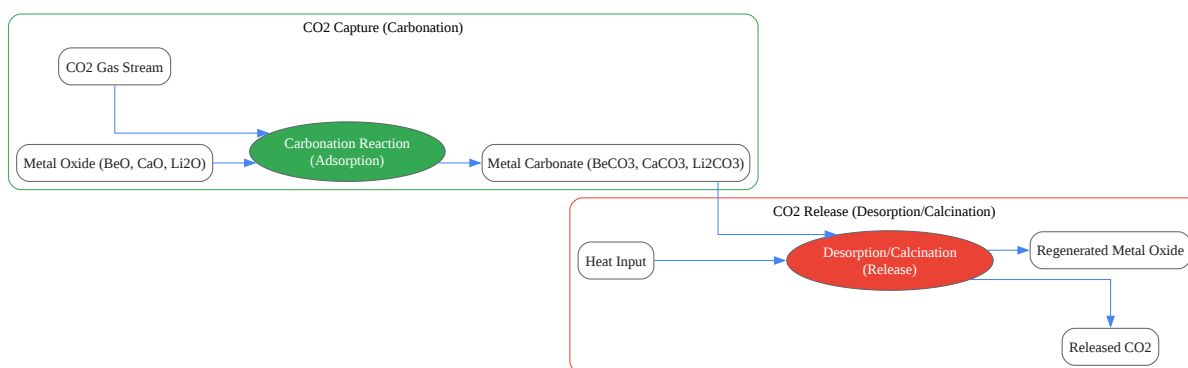 CO2 Capture (Carbonation)
CO2 Gas Stream
Carbonation Reaction
(Adsorption)
Metal Oxide (BeO, CaO, Li2O)
Metal Carbonate (BeCO3, CaCO3, Li2CO3)
CO2 Release (Desorption/Calcination)
Heat Input
Desorption/Calcination
(Release)
Regenerated Metal Oxide
Released CO2